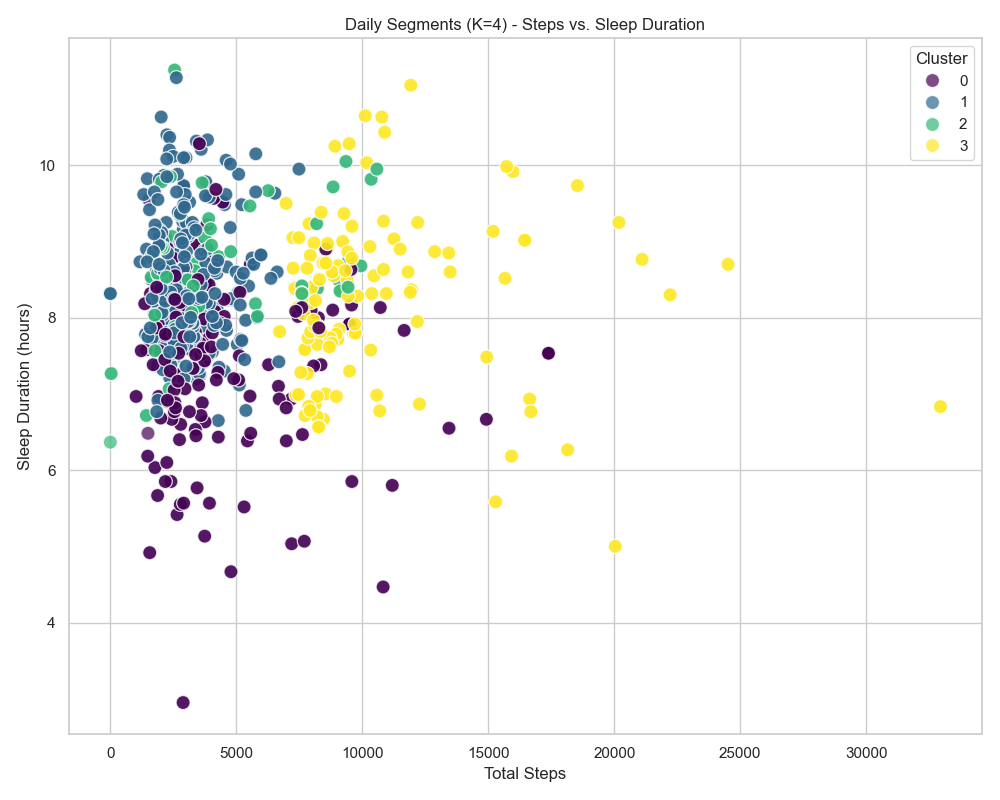 Daily Segments (K=4) - Steps vs. Sleep Duration
Cluster
0
1
2
3
10
8
6
4
Sleep Duration (hours)
0 5000 10000 15000 20000 25000 30000
Total Steps